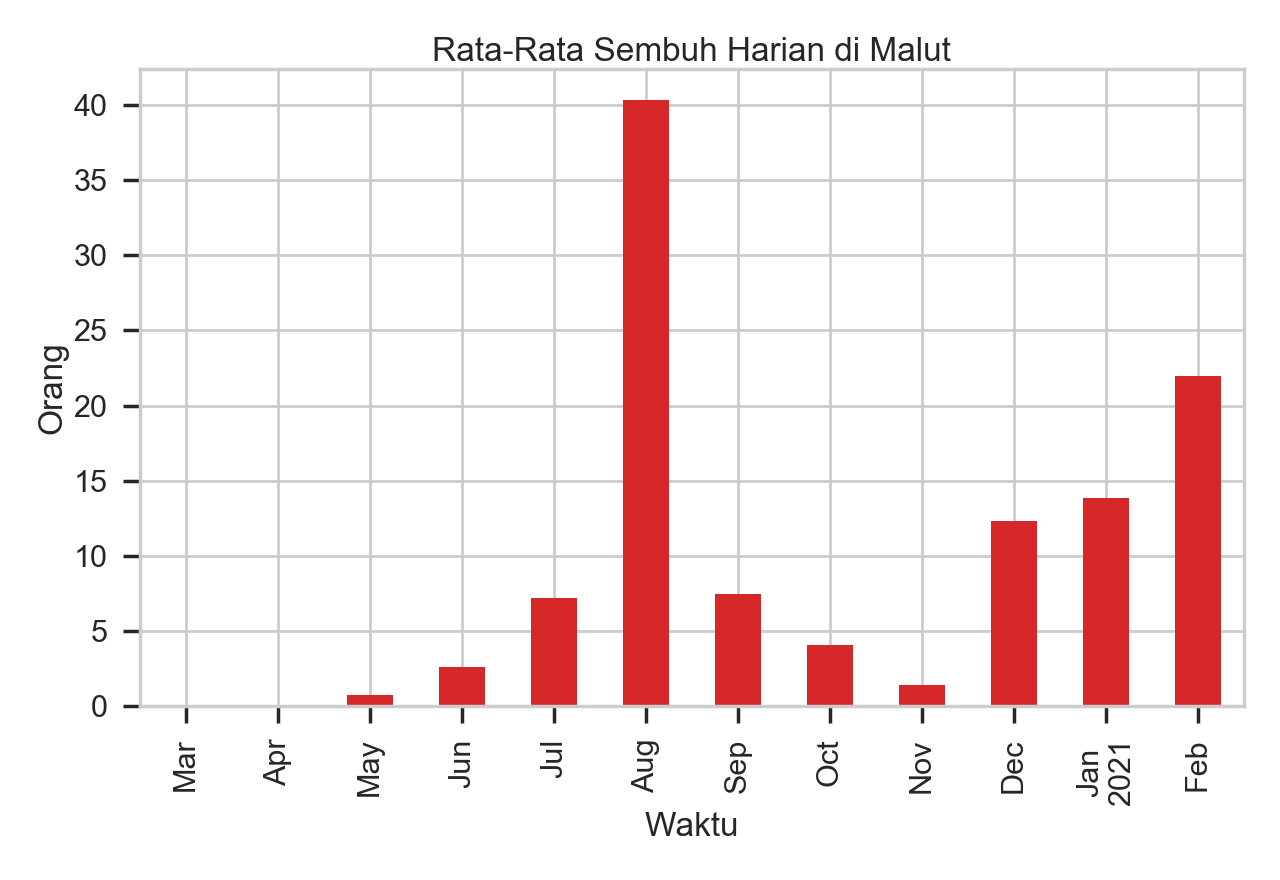 Rata-Rata Sembuh Harian di Malut
40
35
30
25
20
15
10
5
0
Orang
Mar
Apr
May
Jun
Jul
Aug
Sep
Oct
Nov
Dec
Jan
2021
Feb
Waktu